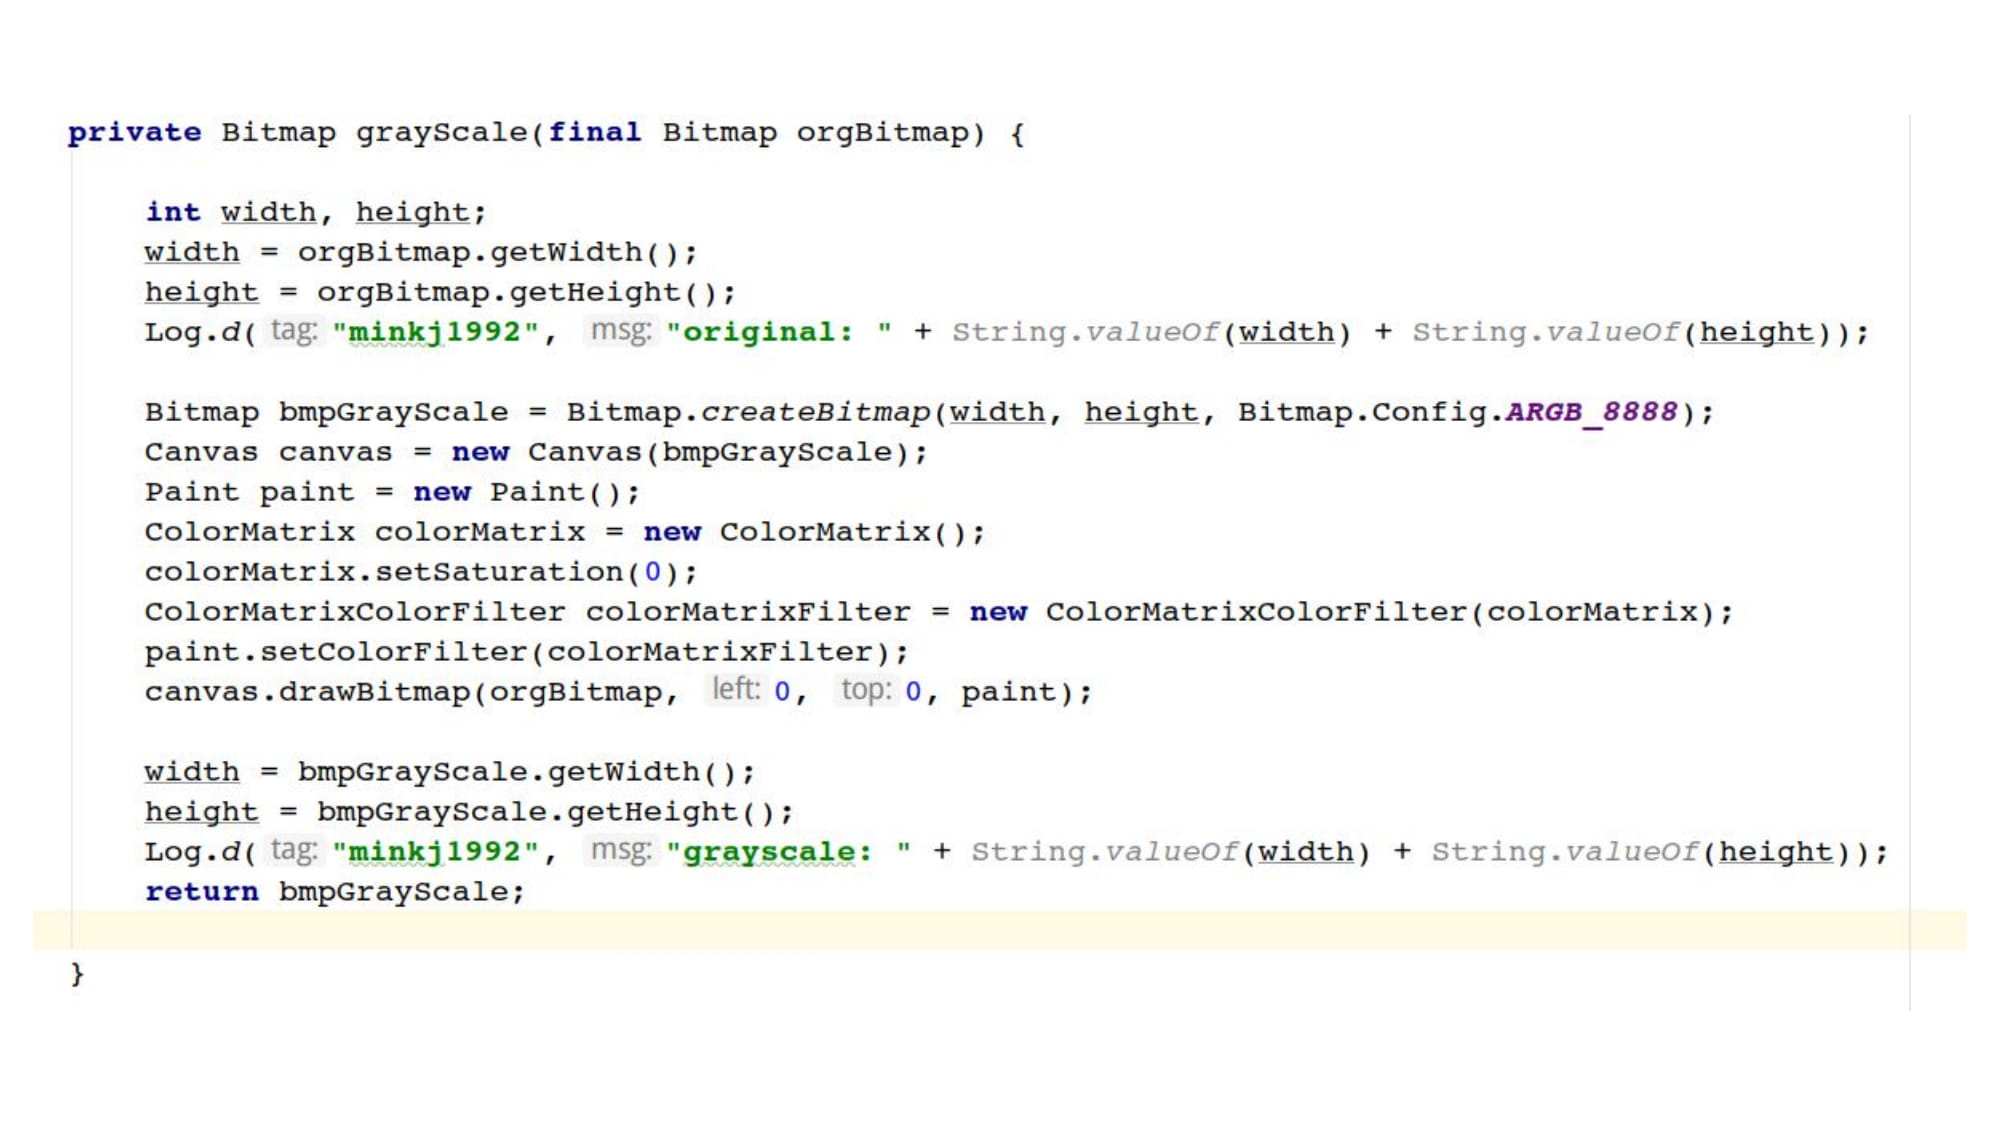 private Bitmap grayScale(final Bitmap orgBitmap) {
int width, height;
width = orgBitmap.getWidth();
height = orgBitmap.getHeight();
Log.d( tag: "minkj1992", msg: "original: " + String.valueOf(width) + String.valueOf(height));
Bitmap bmpGrayScale = Bitmap.createBitmap(width, height, Bitmap.Config.ARGB_8888);
Canvas canvas = new Canvas(bmpGrayScale);
Paint paint = new Paint();
ColorMatrix colorMatrix = new ColorMatrix();
colorMatrix.setSaturation(0);
ColorMatrixColorFilter colorMatrixFilter = new ColorMatrixColorFilter(colorMatrix);
paint.setColorFilter(colorMatrixFilter);
canvas.drawBitmap(orgBitmap, left: 0, top: 0, paint);
width = bmpGrayScale.getWidth();
height = bmpGrayScale.getHeight();
Log.d( tag: "minkj1992", msg: "grayscale: " + String.valueOf(width) + String.valueOf(height));
return bmpGrayScale;
}